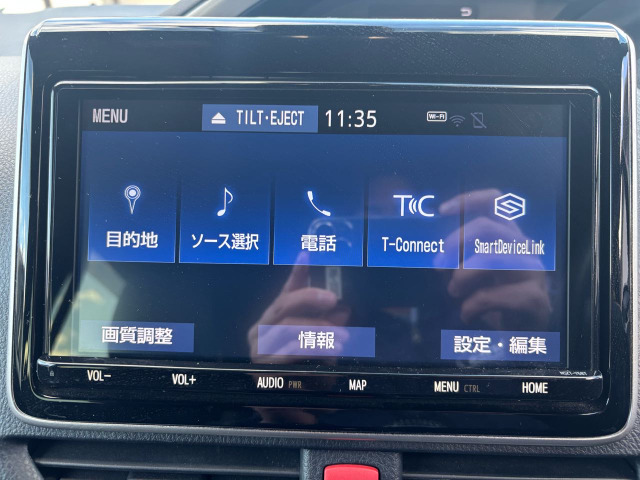 MENU
TILT·EJECT
11:35
Wi-Fi
目的地
ソース選択
電話
T-Connect
SmartDeviceLink
画質調整
情報
設定・編集
VOL-
VOL+
AUDIO PWR
MAP
MENU CTRL
HOME